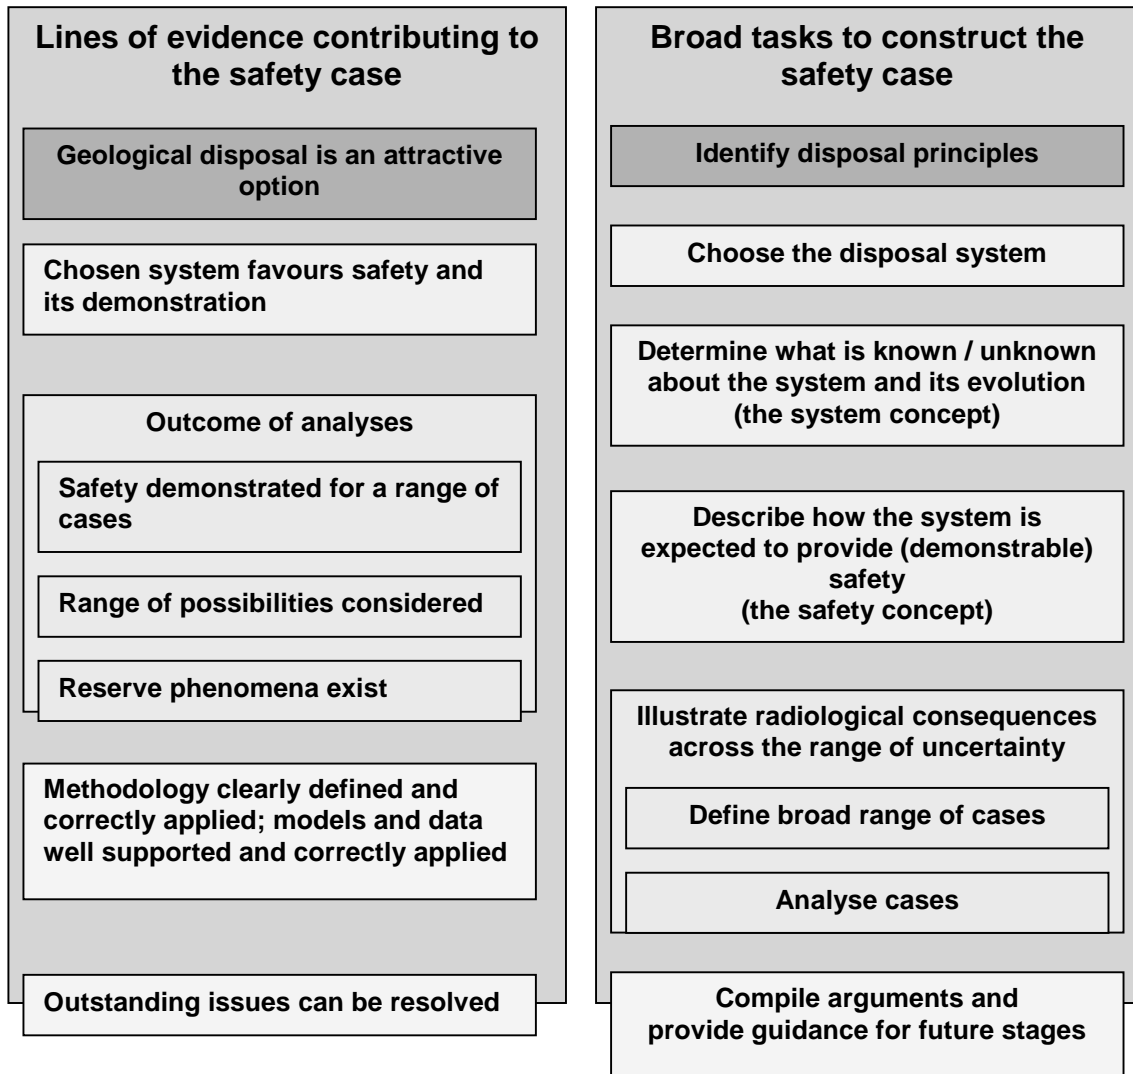 Lines of evidence contributing to
the safety case
Geological disposal is an attractive
option
Chosen system favours safety and
its demonstration
Outcome of analyses
Safety demonstrated for a range of
cases
Range of possibilities considered
Reserve phenomena exist
Methodology clearly defined and
correctly applied; models and data
well supported and correctly applied
Outstanding issues can be resolved
Broad tasks to construct the
safety case
Identify disposal principles
Choose the disposal system
Determine what is known / unknown
about the system and its evolution
(the system concept)
Describe how the system is
expected to provide (demonstrable)
safety
(the safety concept)
Illustrate radiological consequences
across the range of uncertainty
Define broad range of cases
Analyse cases
Compile arguments and
provide guidance for future stages